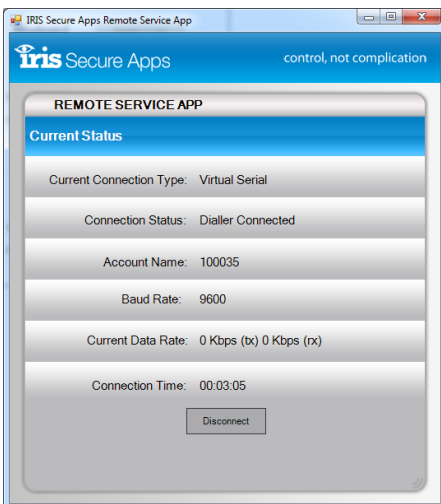 IRIS Secure Apps Remote Service App
iris Secure Apps
control, not complication
REMOTE SERVICE APP
Current Status
Current Connection Type: Virtual Serial
Connection Status: Dialler Connected
Account Name: 100035
Baud Rate: 9600
Current Data Rate: 0 Kbps (tx) 0 Kbps (rx)
Connection Time: 00:03:05
Disconnect